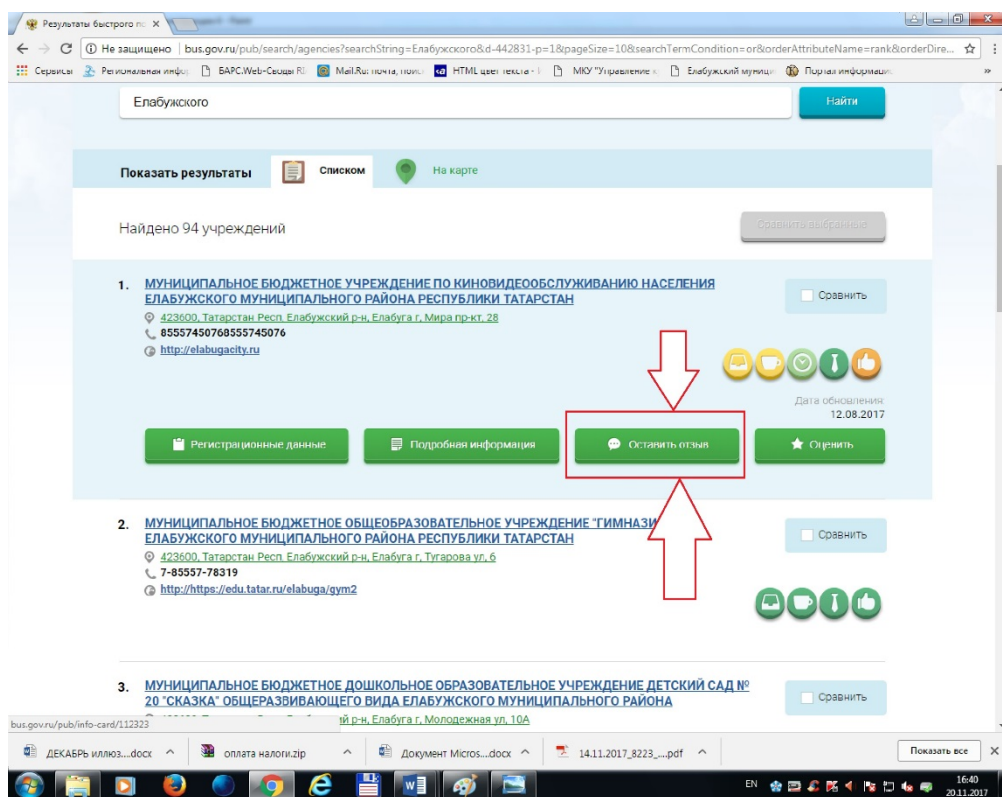 Результаты быстрого по
Не защищено | bus.gov.ru/pub/search/agencies?searchString=Елабужского&d-442831-p=1&pageSize=10&searchTermCondition=or&orderAttributeName=rank&orderDire...
Сервисы Региональная инфор БАРС.Web-Своды Mail.Ru: почта, поис HTML цвет текста - МКУ "Управление Елабужский муници Портал информаци »
Елабужского Найти
Показать результаты Списком На карте
Найдено 94 учреждений Сравнить выбранные
1. МУНИЦИПАЛЬНОЕ БЮДЖЕТНОЕ УЧРЕЖДЕНИЕ ПО КИНОВИДЕООБСЛУЖИВАНИЮ НАСЕЛЕНИЯ
ЕЛАБУЖСКОГО МУНИЦИПАЛЬНОГО РАЙОНА РЕСПУБЛИКИ ТАТАРСТАН
Сравнить
423600, Татарстан Респ, Елабужский р-н, Елабуга г, Мира пр-кт, 28
85557450768555745076
http://elabugacity.ru
Дата обновления:
12.08.2017
Регистрационные данные Подробная информация Оставить отзыв Оценить
2. МУНИЦИПАЛЬНОЕ БЮДЖЕТНОЕ ОБЩЕОБРАЗОВАТЕЛЬНОЕ УЧРЕЖДЕНИЕ "ГИМНАЗИ
ЕЛАБУЖСКОГО МУНИЦИПАЛЬНОГО РАЙОНА РЕСПУБЛИКИ ТАТАРСТАН
Сравнить
423600, Татарстан Респ, Елабужский р-н, Елабуга г, Тугарова ул, 6
7-85557-78319
http://https://edu.tatar.ru/elabuga/gym2
3. МУНИЦИПАЛЬНОЕ БЮДЖЕТНОЕ ДОШКОЛЬНОЕ ОБРАЗОВАТЕЛЬНОЕ УЧРЕЖДЕНИЕ ДЕТСКИЙ САД №
20 "СКАЗКА" ОБЩЕРАЗВИВАЮЩЕГО ВИДА ЕЛАБУЖСКОГО МУНИЦИПАЛЬНОГО РАЙОНА
Сравнить
ий р-н, Елабуга г, Молодежная ул, 10А
bus.gov.ru/pub/info-card/112323
ДЕКАБРЬ иллюз....docx оплата налоги.zip Документ Micros....docx 14.11.2017_8223_....pdf Показать все
EN 16:40
20.11.2017